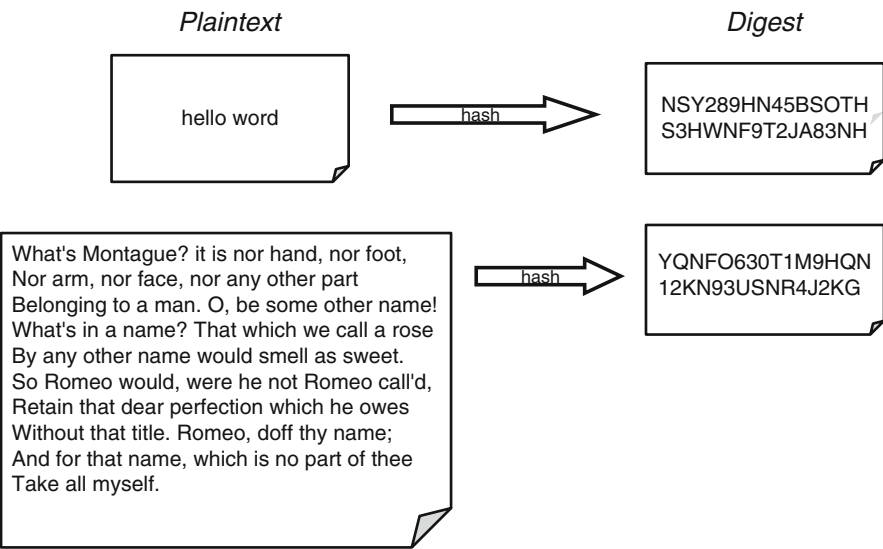 Plaintext
Digest
hello word
hash
NSY289HN45BSOTH
S3HWNF9T2JA83NH
What's Montague? it is nor hand, nor foot,
Nor arm, nor face, nor any other part
Belonging to a man. O, be some other name!
What's in a name? That which we call a rose
By any other name would smell as sweet.
So Romeo would, were he not Romeo call'd,
Retain that dear perfection which he owes
Without that title. Romeo, doff thy name;
And for that name, which is no part of thee
Take all myself.
hash
YQNFO630T1M9HQN
12KN93USNR4J2KG